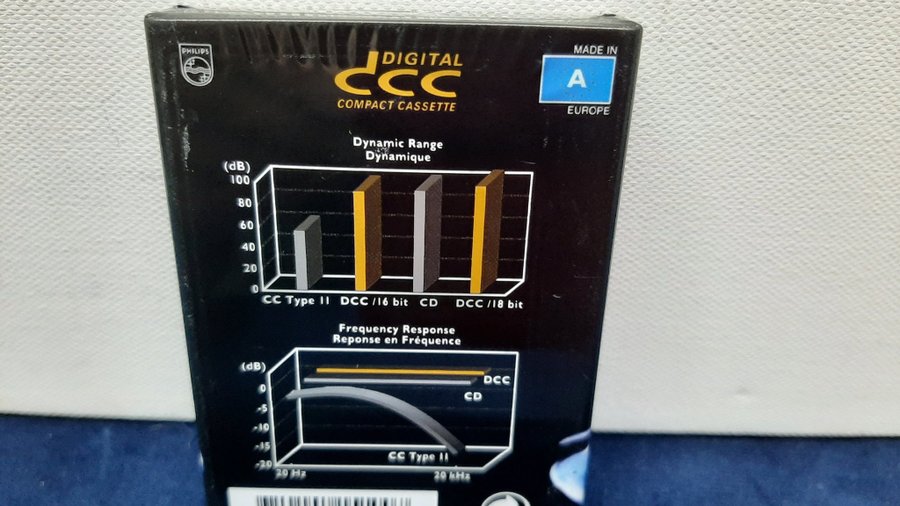 PHILIPS
DIGITAL
dcc
COMPACT CASSETTE
MADE IN
A
EUROPE
Dynamic Range
Dynamique
(dB)
100
80
60
40
20
0
CC Type II DCC /16 bit CD DCC /18 bit
Frequency Response
Reponse en Fréquence
(dB)
0
-5
-10
-15
-20
DCC
CD
CC Type II
20 Hz 20 kHz